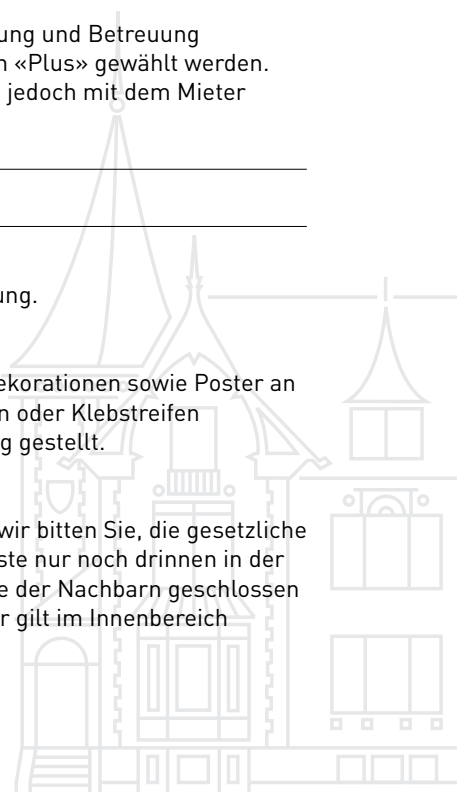 ung und Betreuung
n «Plus» gewählt werden.
jedoch mit dem Mieter
ung.
ekorationen sowie Poster an
n oder Klebstreifen
g gestellt.
wir bitten Sie, die gesetzliche
ste nur noch drinnen in der
e der Nachbarn geschlossen
r gilt im Innenbereich